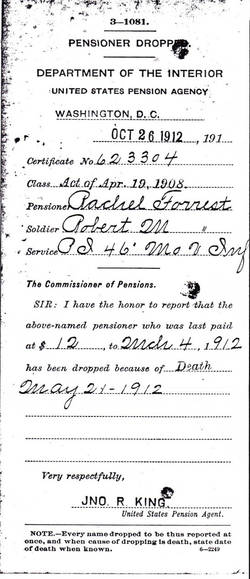 3—1081.
PENSIONER DROPPED.
DEPARTMENT OF THE INTERIOR
UNITED STATES PENSION AGENCY
WASHINGTON, D. C.
OCT 26 1912, 191
Certificate No. 623304
Class Act of Apr. 19, 1908.
Pensioner Rachel Forrest
Soldier Robert M "
Service 46" Mo V Inf
The Commissioner of Pensions.
SIR: I have the honor to report that the
above-named pensioner who was last paid
at $ 12, to Mch 4, 1912
has been dropped because of Death
May 21-1912
Very respectfully,
JNO. R. KING,
United States Pension Agent.
NOTE.—Every name dropped to be thus reported at
once, and when cause of dropping is death, state date
of death when known.
6—2249